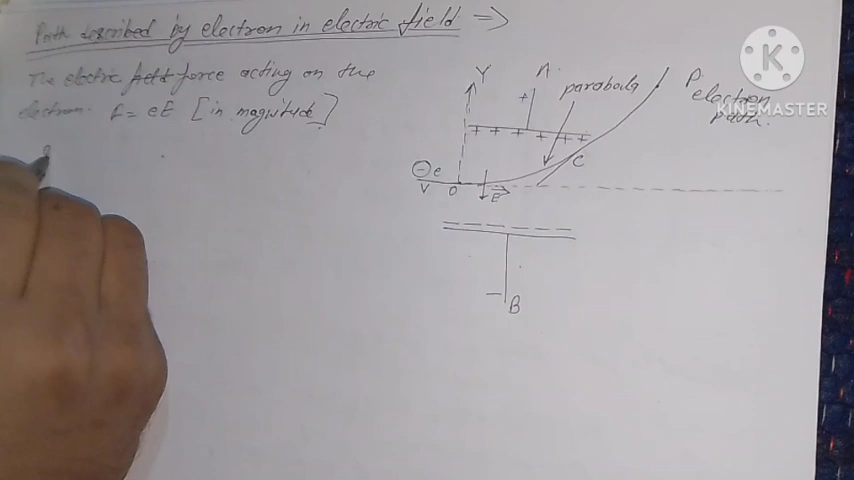 Path described by electron in electric field =>
The electric field force acting on the
electron. F = eE [in magnitude]
Y
A
+
parabola
P.
electron
path.
+ + + + + +
C
- e
V
O
E
-
B
K
KINEMASTER